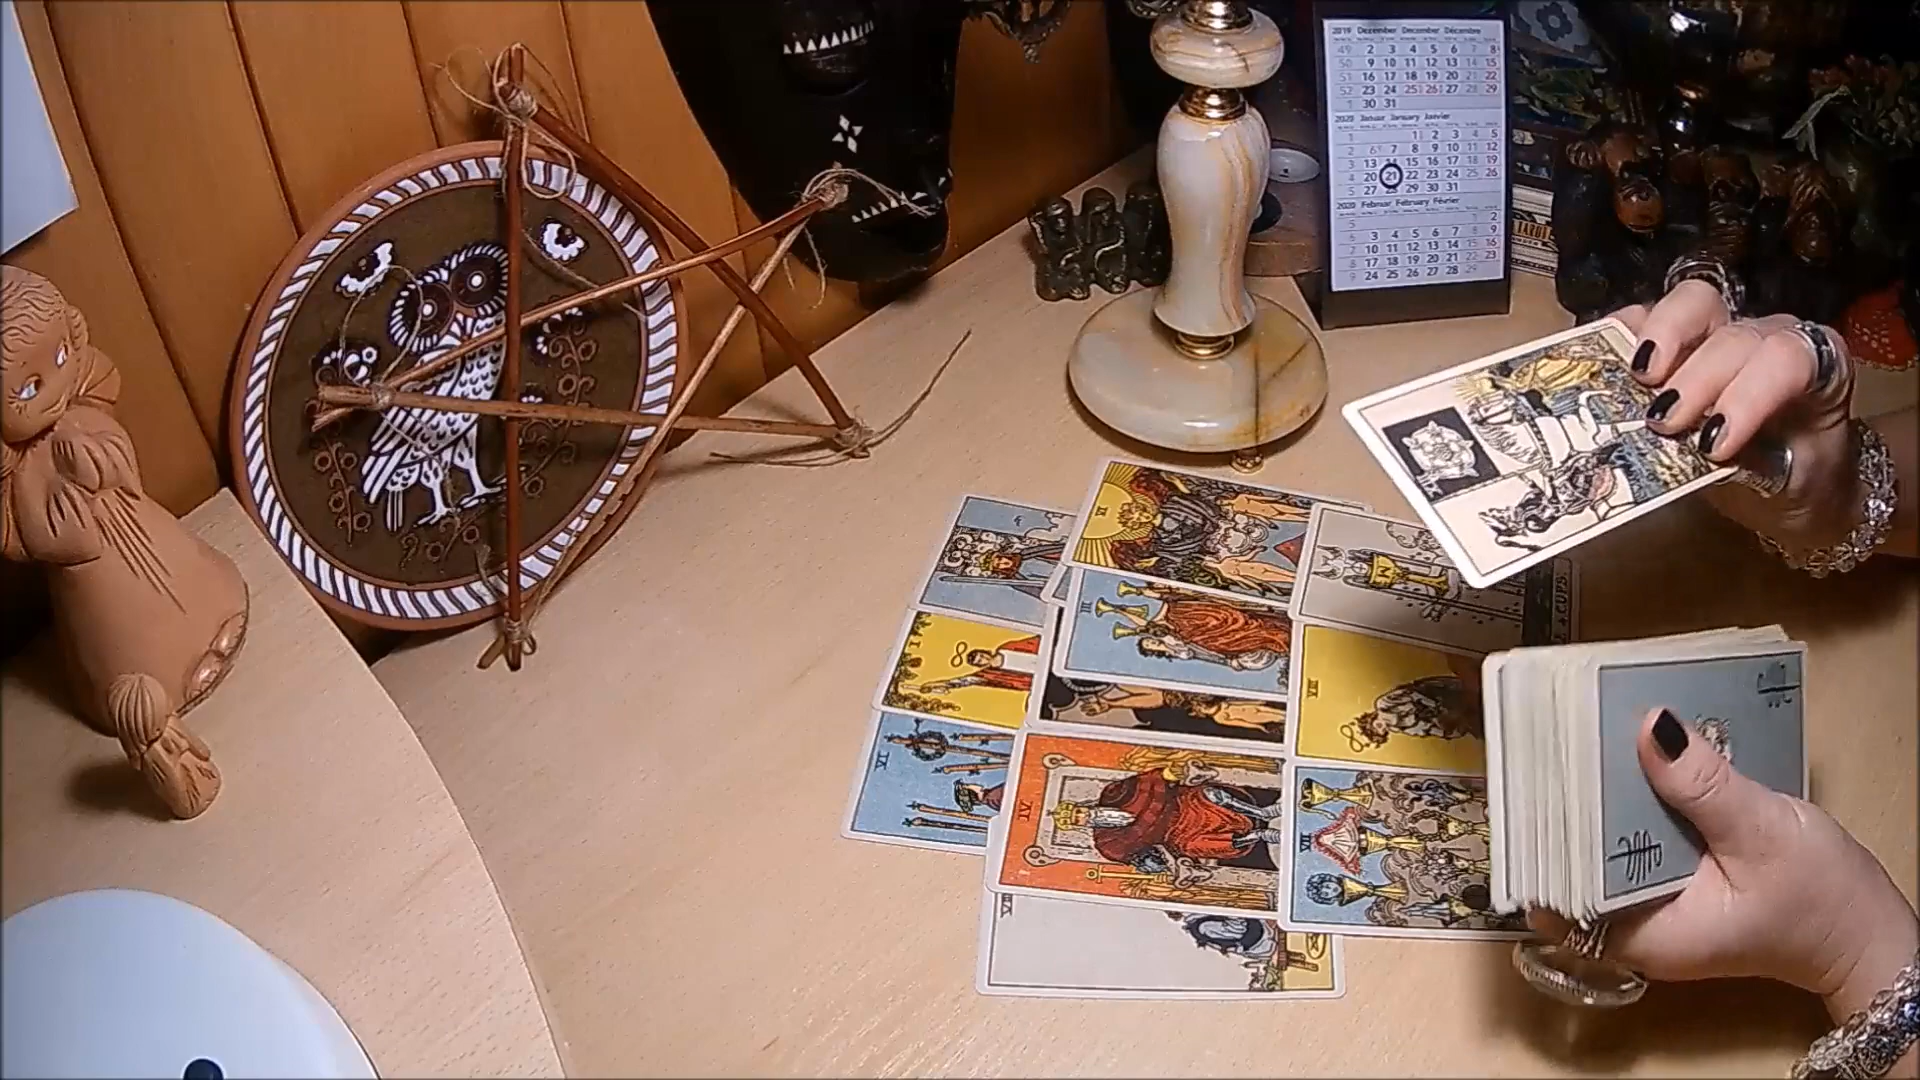 2019 Dezember December Décembre
49 2 3 4 5 6 7 8
50 9 10 11 12 13 14 15
51 16 17 18 19 20 21 22
52 23 24 25 26 27 28 29
1 30 31
2020 Januar January Janvier
1 1 2 3 4 5
2 6 7 8 9 10 11 12
3 13 14 15 16 17 18 19
4 20 21 22 23 24 25 26
5 27 28 29 30 31
2020 Februar February Février
5 1 2
6 3 4 5 6 7 8 9
7 10 11 12 13 14 15 16
8 17 18 19 20 21 22 23
9 24 25 26 27 28 29
TAROT
VI
III
I
IX
IV
VII
CUPS